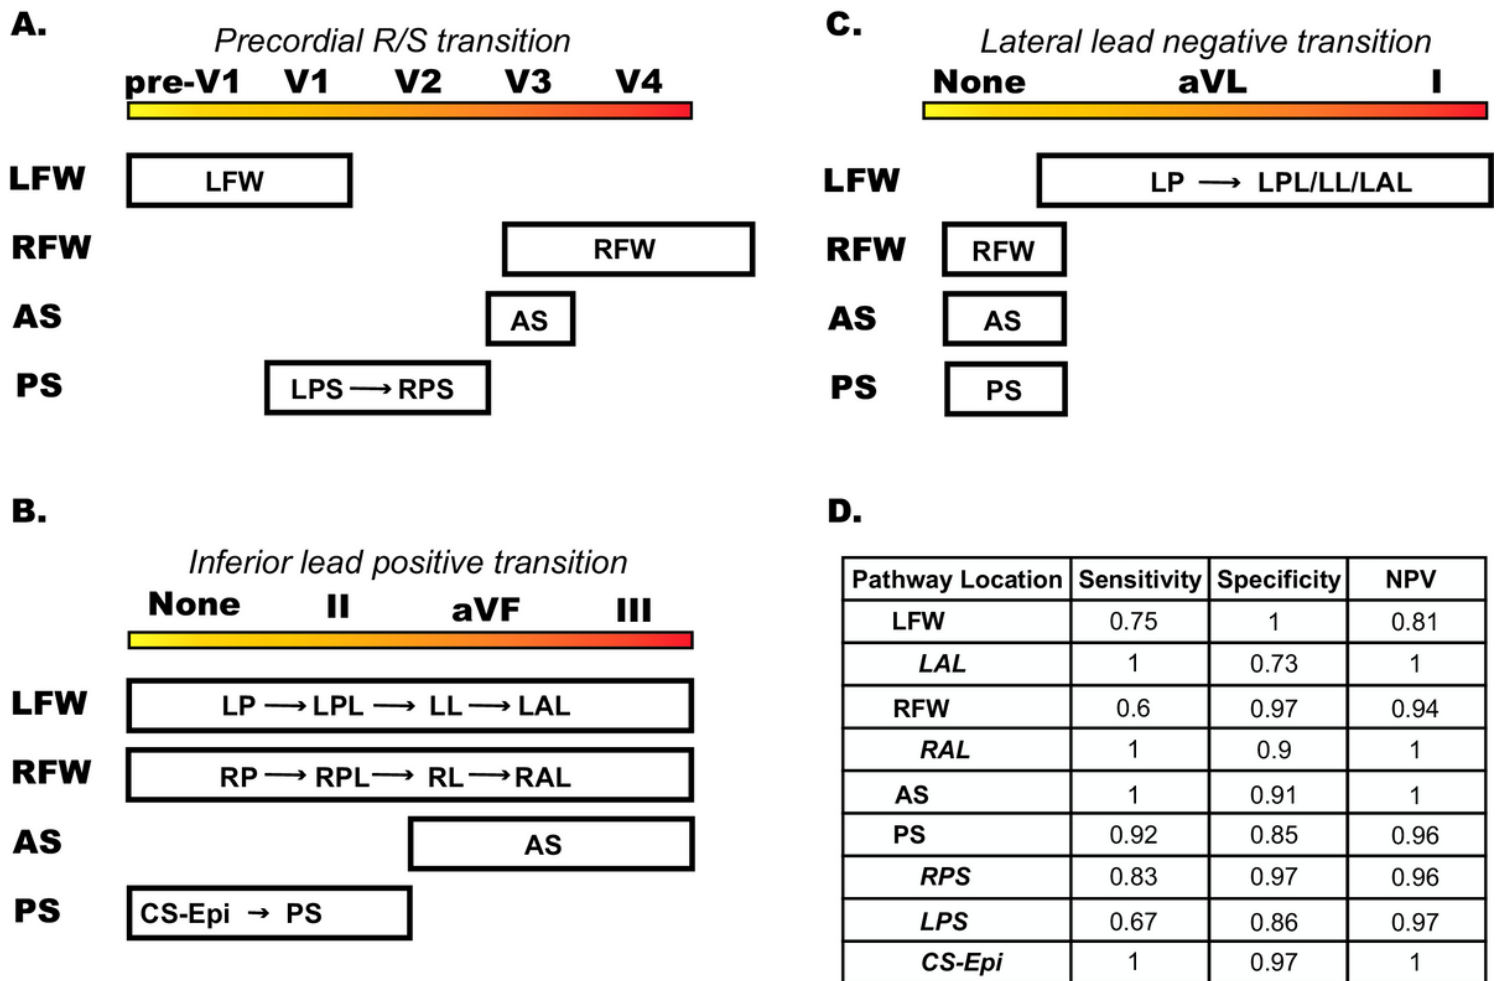 A.
Precordial R/S transition
pre-V1 V1 V2 V3 V4
LFW LFW
RFW RFW
AS AS
PS LPS → RPS
B.
Inferior lead positive transition
None II aVF III
LFW LP → LPL → LL → LAL
RFW RP → RPL → RL → RAL
AS AS
PS CS-Epi → PS
C.
Lateral lead negative transition
None aVL I
LFW LP → LPL/LL/LAL
RFW RFW
AS AS
PS PS
D.
Pathway Location Sensitivity Specificity NPV
LFW 0.75 1 0.81
LAL 1 0.73 1
RFW 0.6 0.97 0.94
RAL 1 0.9 1
AS 1 0.91 1
PS 0.92 0.85 0.96
RPS 0.83 0.97 0.96
LPS 0.67 0.86 0.97
CS-Epi 1 0.97 1